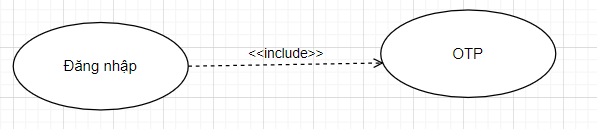 Đăng nhập
<<include>>
OTP